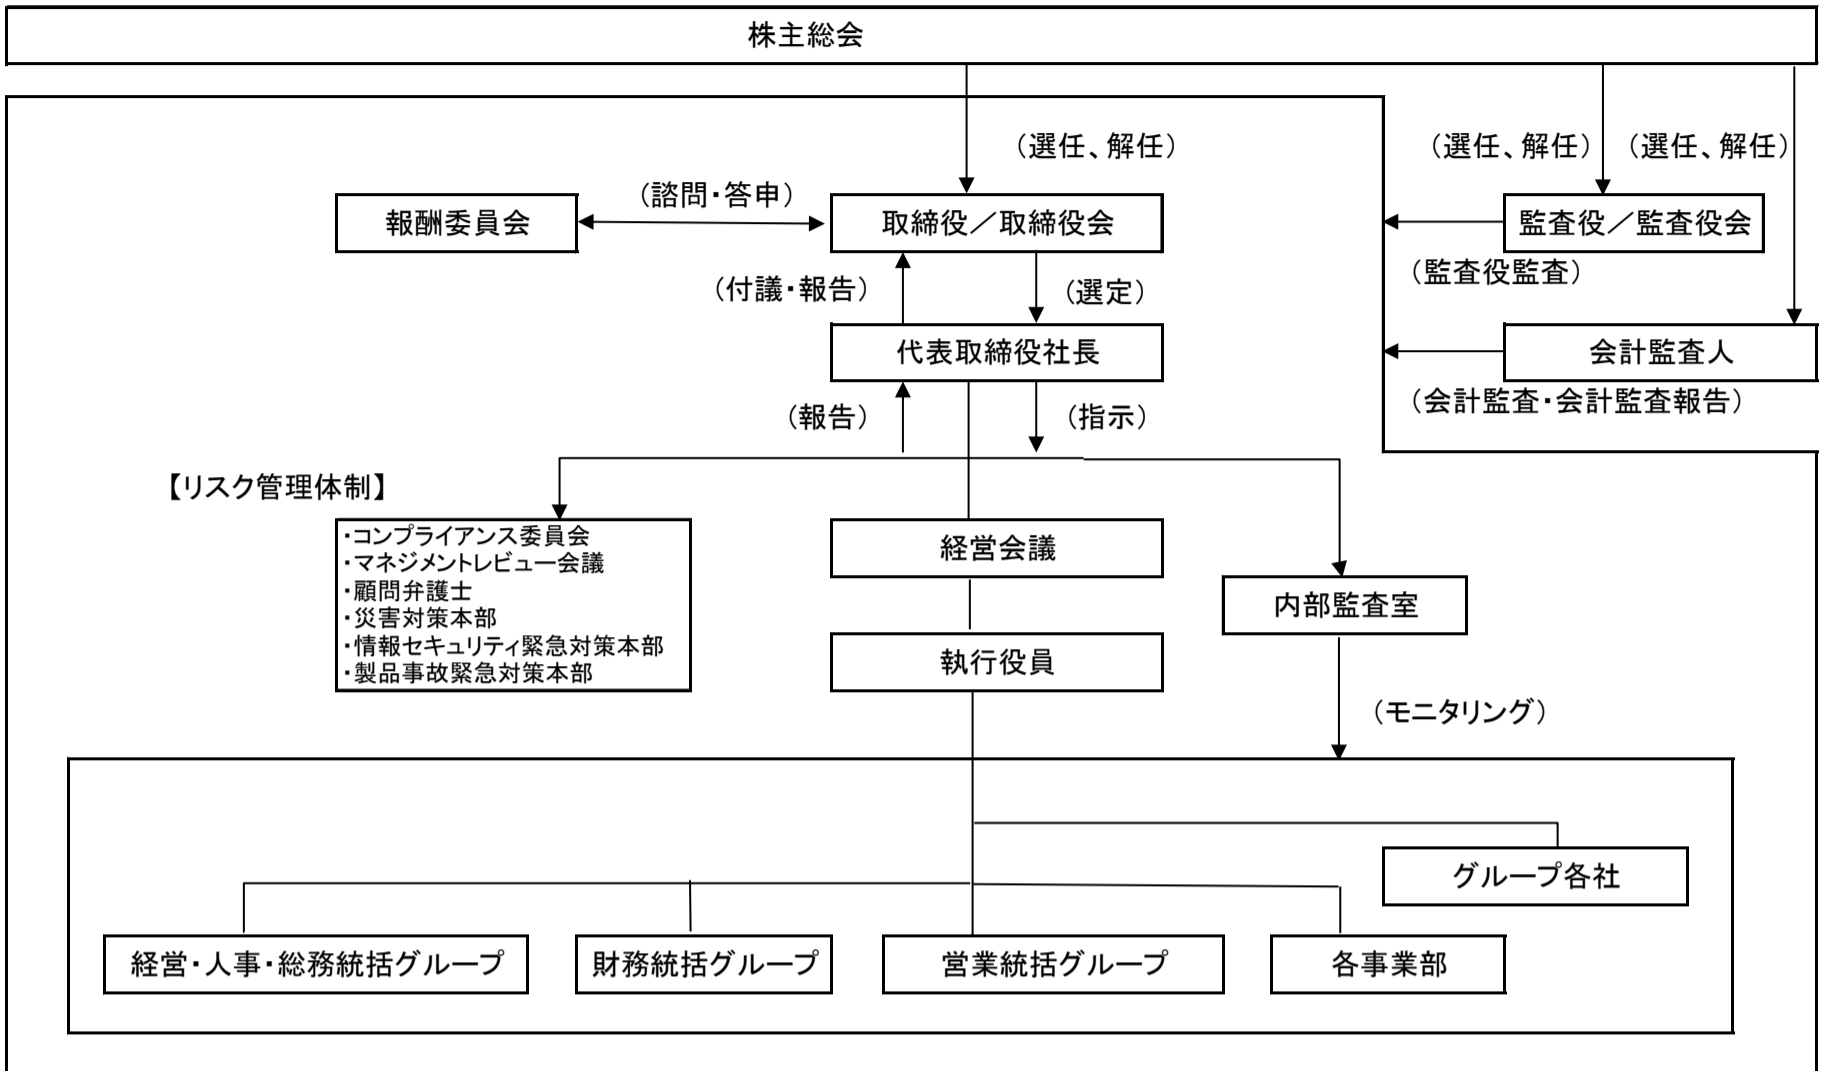 株主総会
(選任、解任)
(選任、解任)
(選任、解任)
(諮問・答申)
報酬委員会
取締役／取締役会
監査役／監査役会
(監査役監査)
(付議・報告)
(選定)
代表取締役社長
会計監査人
(会計監査・会計監査報告)
(報告)
(指示)
【リスク管理体制】
・コンプライアンス委員会
・マネジメントレビュー会議
・顧問弁護士
・災害対策本部
・情報セキュリティ緊急対策本部
・製品事故緊急対策本部
経営会議
内部監査室
執行役員
(モニタリング)
グループ各社
経営・人事・総務統括グループ
財務統括グループ
営業統括グループ
各事業部